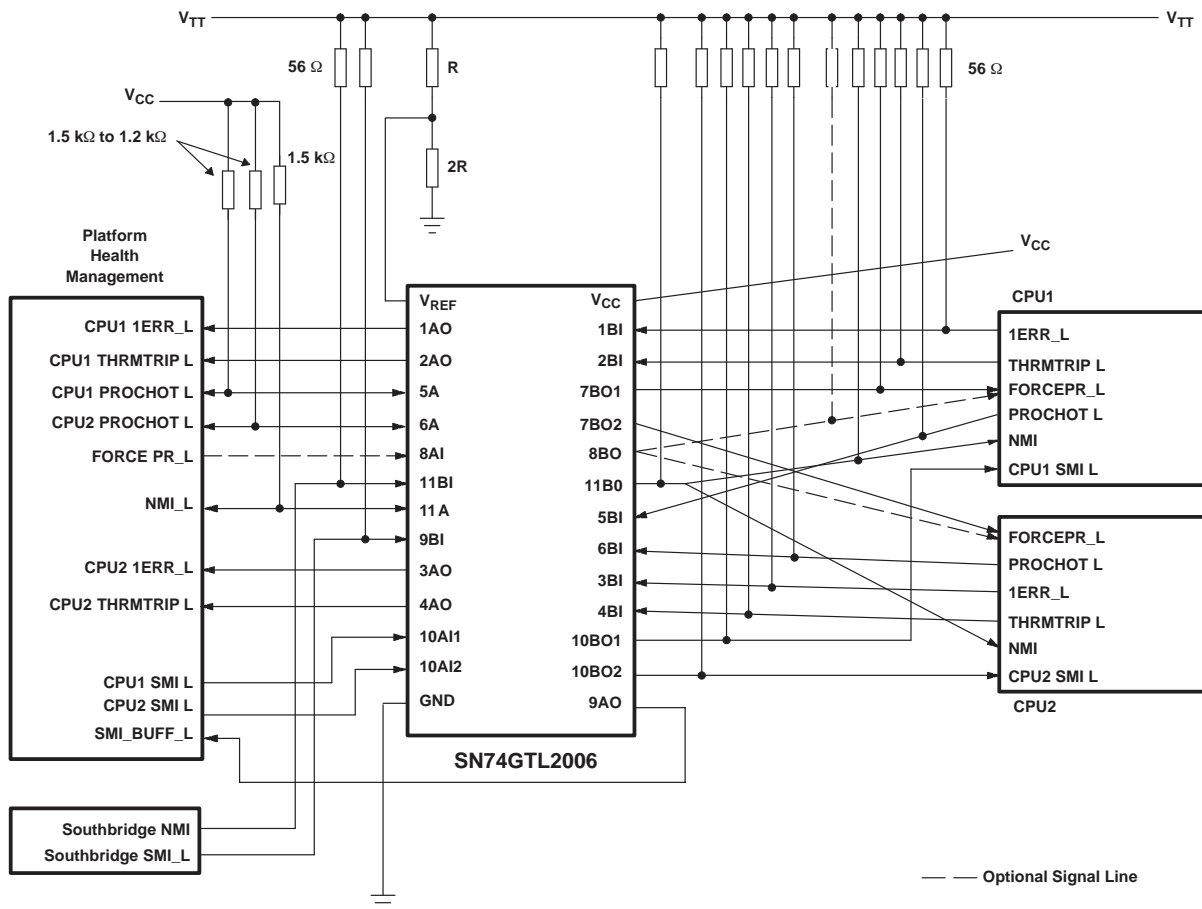 VTT
VTT
56 Ω
R
56 Ω
VCC
1.5 kΩ to 1.2 kΩ
1.5 kΩ
2R
Platform
Health
Management
VCC
CPU1
VREF
VCC
CPU1 1ERR_L
1AO
1BI
1ERR_L
CPU1 THRMTRIP L
2AO
2BI
THRMTRIP L
CPU1 PROCHOT L
5A
7BO1
FORCEPR_L
PROCHOT L
CPU2 PROCHOT L
6A
7BO2
NMI
FORCE PR_L
8AI
8BO
CPU1 SMI L
11BI
11B0
NMI_L
11A
5BI
9BI
6BI
FORCEPR_L
PROCHOT L
CPU2 1ERR_L
3AO
3BI
1ERR_L
CPU2 THRMTRIP L
4AO
4BI
THRMTRIP L
10AI1
10BO1
NMI
10AI2
10BO2
CPU2 SMI L
CPU1 SMI L
CPU2 SMI L
GND
9AO
CPU2
SMI_BUFF_L
SN74GTL2006
Southbridge NMI
Southbridge SMI_L
Optional Signal Line